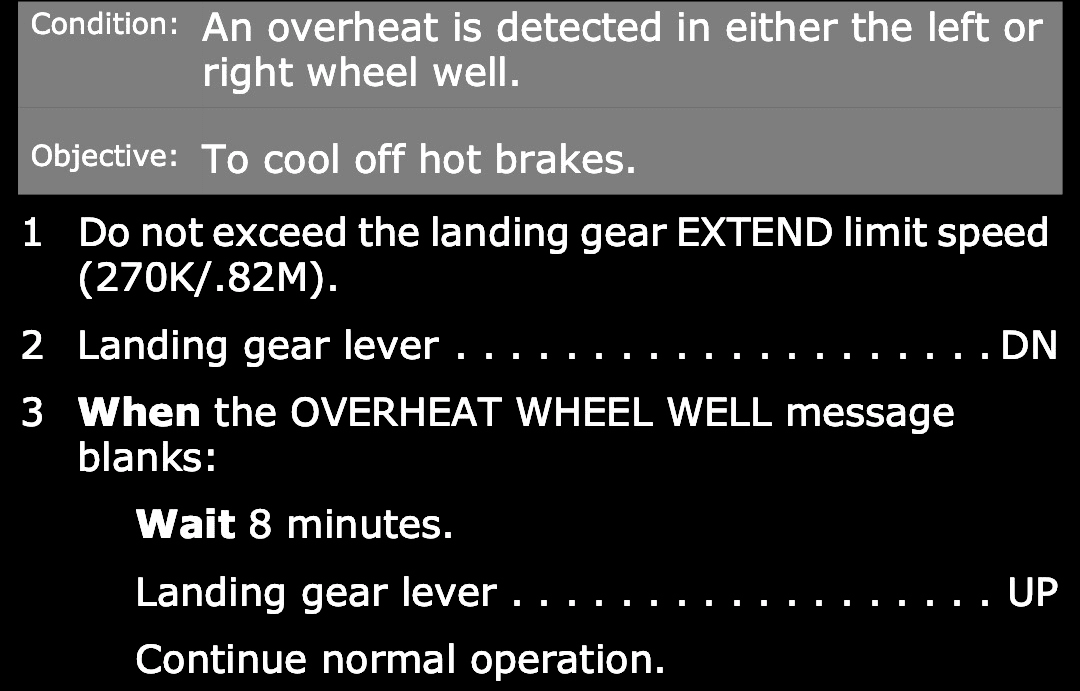 Condition: An overheat is detected in either the left or
right wheel well.
Objective: To cool off hot brakes.
1 Do not exceed the landing gear EXTEND limit speed
(270K/.82M).
2 Landing gear lever . . . . . . . . . . . . . . . . . . . . DN
3 When the OVERHEAT WHEEL WELL message
blanks:
Wait 8 minutes.
Landing gear lever . . . . . . . . . . . . . . . . . . UP
Continue normal operation.